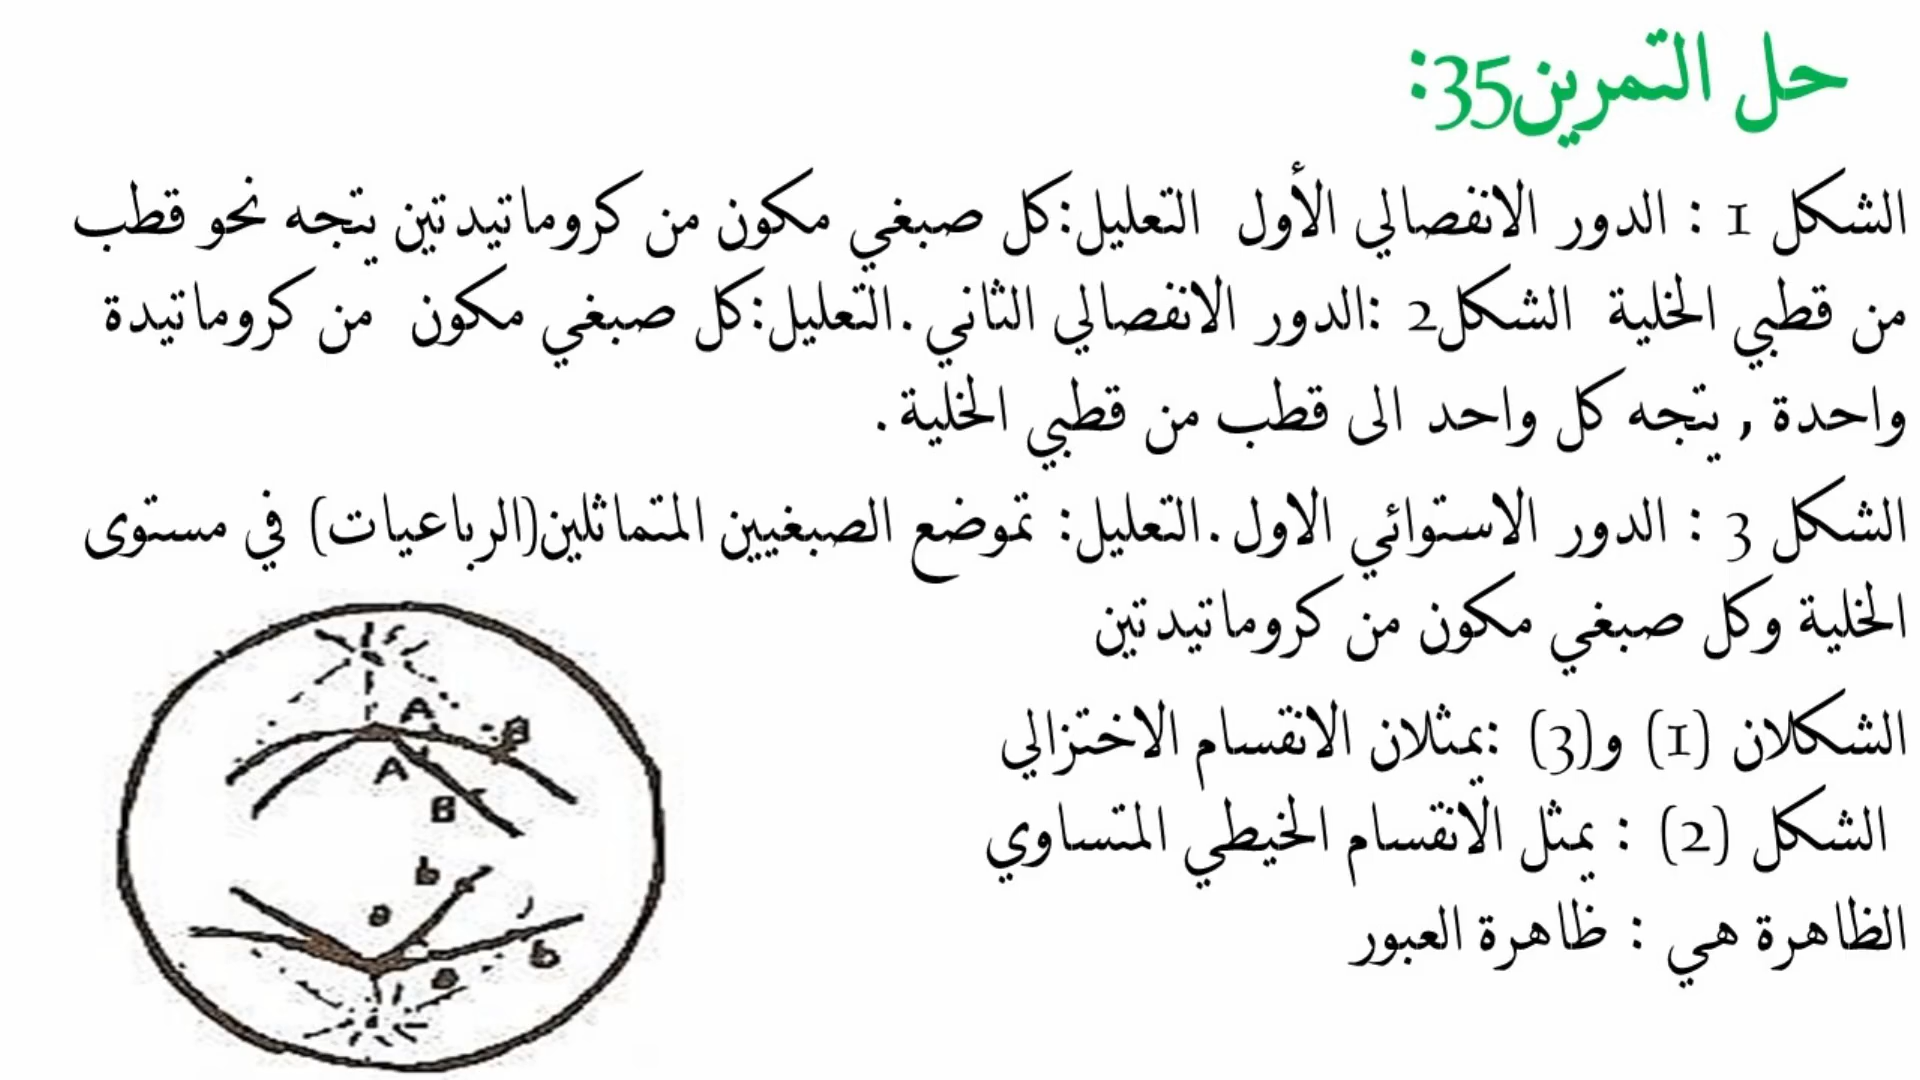 حل التمرين35:
الشكل 1 : الدور الانفصالي الأول التعليل:كل صبغي مكون من كروماتيدتين يتجه نحو قطب
من قطبي الخلية الشكل2 :الدور الانفصالي الثاني .التعليل:كل صبغي مكون من كروماتيدة
واحدة , يتجه كل واحد الى قطب من قطبي الخلية .
الشكل 3 : الدور الاستوائي الاول .التعليل: تموضع الصبغيين المتماثلين(الرباعيات) في مستوى
الخلية وكل صبغي مكون من كروماتيدتين
الشكلان (1) و(3) :يمثلان الانقسام الاختزالي
الشكل (2) : يمثل الانقسام الخيطي المتساوي
الظاهرة هي : ظاهرة العبور
A
B
A
B
b
a
b
a